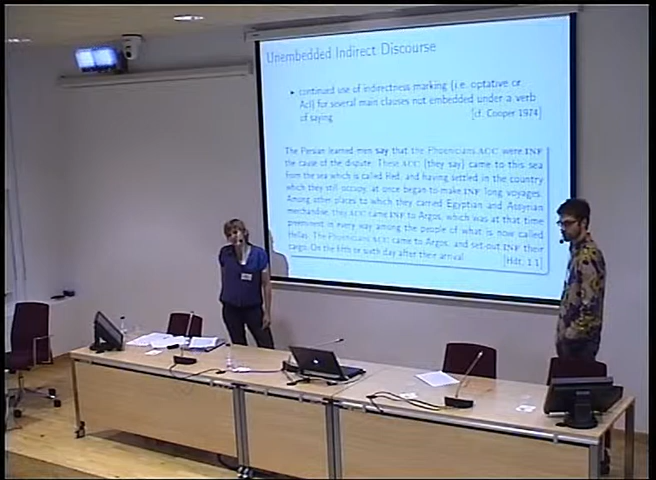 Unembedded Indirect Discourse
▸ continued use of indirectness marking (i.e. optative or
AcI) for several main clauses not embedded under a verb
of saying [cf. Cooper 1974]
The Persian learned men say that the Phoenicians.ACC were.INF
the cause of the dispute. These.ACC (they say) came to this sea
from the sea which is called Red, and having settled in the country
which they still occupy, at once began-to-make.INF long voyages.
Among other places to which they carried Egyptian and Assyrian
merchandise, they.ACC came.INF to Argos, which was at that time
preeminent in every way among the people of what is now called
Hellas. The Phoenicians.ACC came to Argos, and set-out.INF their
cargo. On the fifth or sixth day after their arrival [Hdt. 1.1]